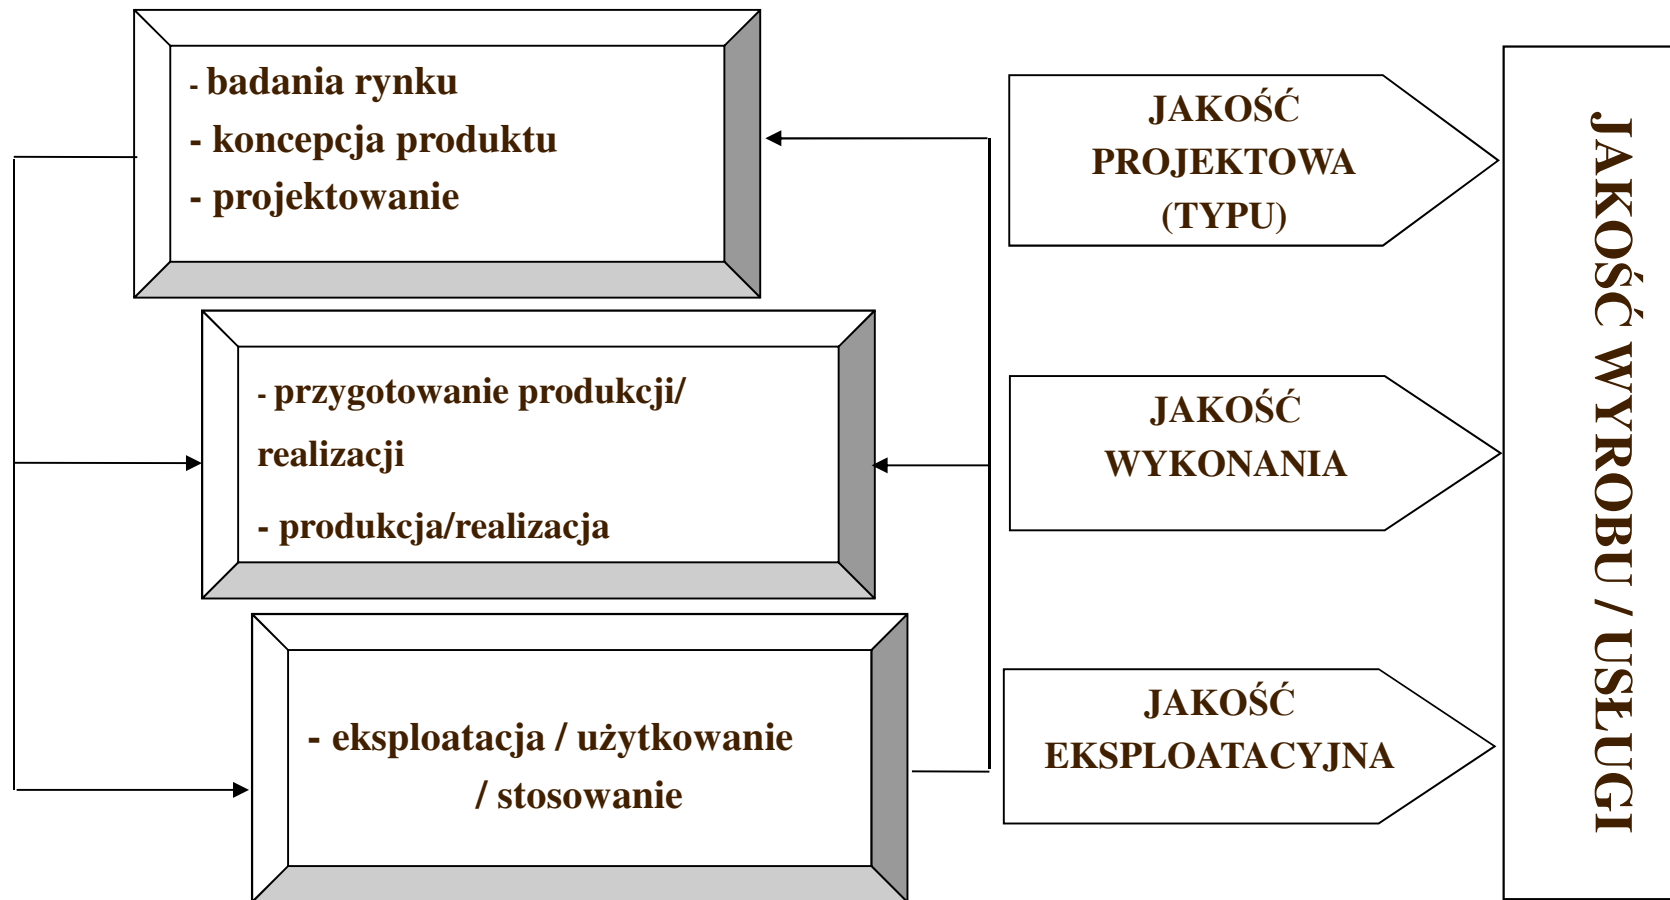 - badania rynku
- koncepcja produktu
- projektowanie
JAKOŚĆ
PROJEKTOWA
(TYPU)
- przygotowanie produkcji/
realizacji
- produkcja/realizacja
JAKOŚĆ
WYKONANIA
- eksploatacja / użytkowanie
/ stosowanie
JAKOŚĆ
EKSPLOATACYJNA
JAKOŚĆ WYROBU / USŁUGI